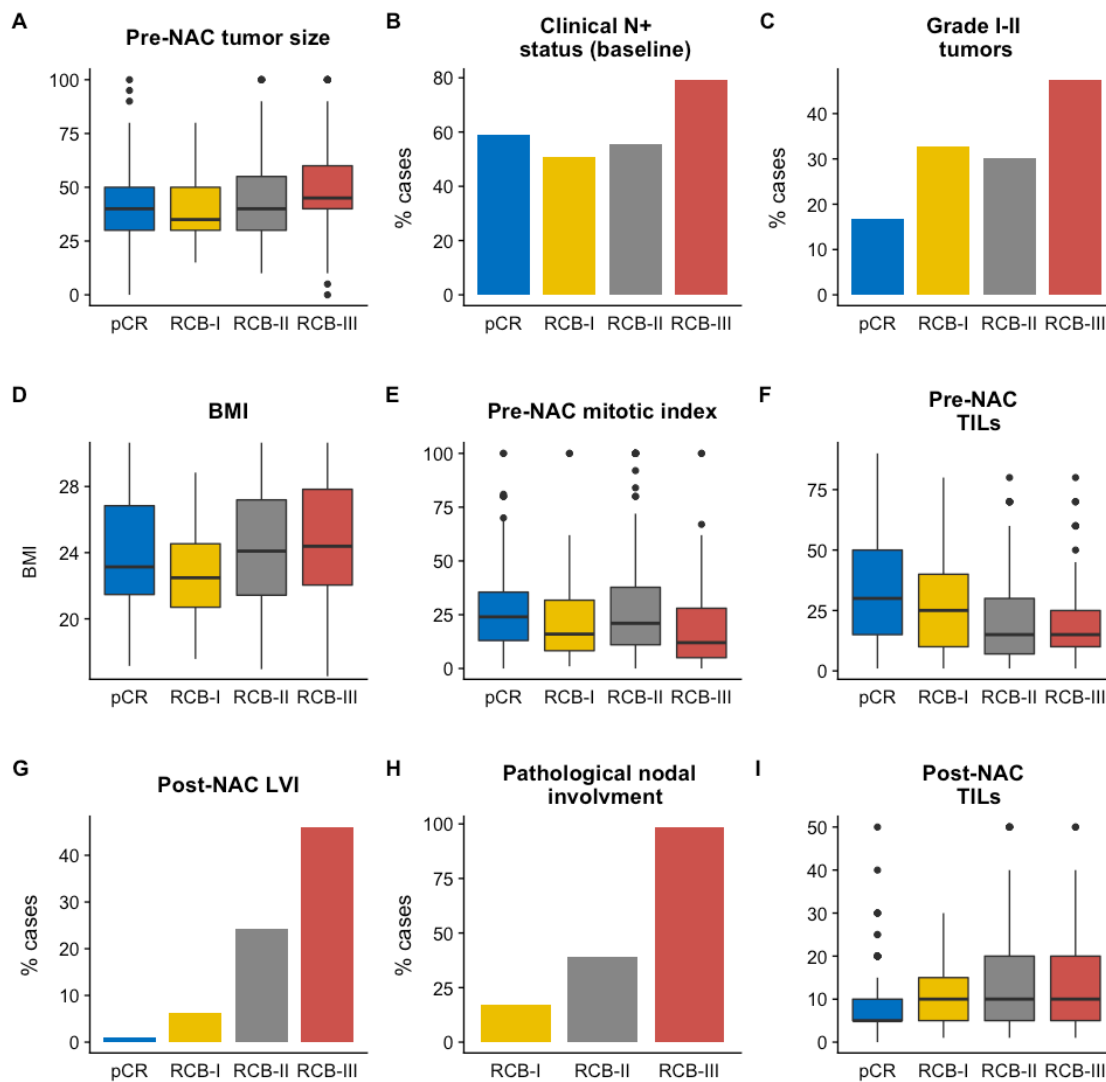 A
Pre-NAC tumor size
100
75
50
25
0
pCR RCB-I RCB-II RCB-III
B
Clinical N+
status (baseline)
% cases
80
60
40
20
0
pCR RCB-I RCB-II RCB-III
C
Grade I-II
tumors
% cases
40
30
20
10
0
pCR RCB-I RCB-II RCB-III
D
BMI
BMI
28
24
20
pCR RCB-I RCB-II RCB-III
E
Pre-NAC mitotic index
100
75
50
25
0
pCR RCB-I RCB-II RCB-III
F
Pre-NAC
TILs
75
50
25
0
pCR RCB-I RCB-II RCB-III
G
Post-NAC LVI
% cases
40
30
20
10
0
pCR RCB-I RCB-II RCB-III
H
Pathological nodal
involvment
% cases
100
75
50
25
0
RCB-I RCB-II RCB-III
I
Post-NAC
TILs
50
40
30
20
10
0
pCR RCB-I RCB-II RCB-III